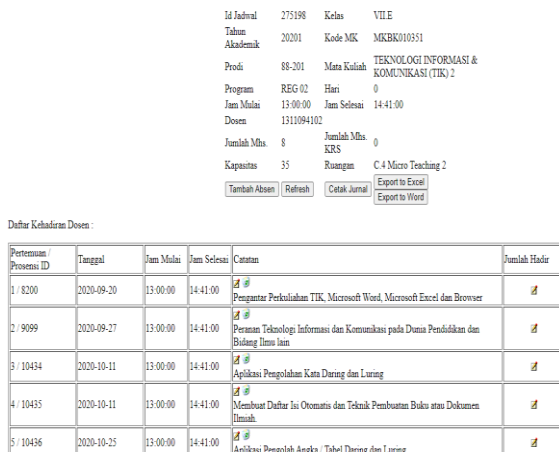 Id Jadwal 275198 Kelas VII.E
Tahun Akademik 20201 Kode MK MKBK010351
Prodi 88-201 Mata Kuliah TEKNOLOGI INFORMASI & KOMUNIKASI (TIK) 2
Program REG 02 Hari 0
Jam Mulai 13:00:00 Jam Selesai 14:41:00
Dosen 1311094102
Jumlah Mhs. 8 Jumlah Mhs. KRS 0
Kapasitas 35 Ruangan C.4 Micro Teaching 2
Tambah Absen Refresh Cetak Jurnal Export to Excel
Export to Word
Daftar Kehadiran Dosen :
Pertemuan / Prosensi ID Tanggal Jam Mulai Jam Selesai Catatan Jumlah Hadir
1 / 8200 2020-09-20 13:00:00 14:41:00 Pengantar Perkuliahan TIK, Microsoft Word, Microsoft Excel dan Browser
2 / 9099 2020-09-27 13:00:00 14:41:00 Peranan Teknologi Informasi dan Komunikasi pada Dunia Pendidikan dan
Bidang Ilmu lain
3 / 10434 2020-10-11 13:00:00 14:41:00 Aplikasi Pengolahan Kata Daring dan Luring
4 / 10435 2020-10-11 13:00:00 14:41:00 Membuat Daftar Isi Otomatis dan Teknik Pembuatan Buku atau Dokumen
Ilmiah.
5 / 10436 2020-10-25 13:00:00 14:41:00 Aplikasi Pengolah Angka / Tabel Daring dan Luring